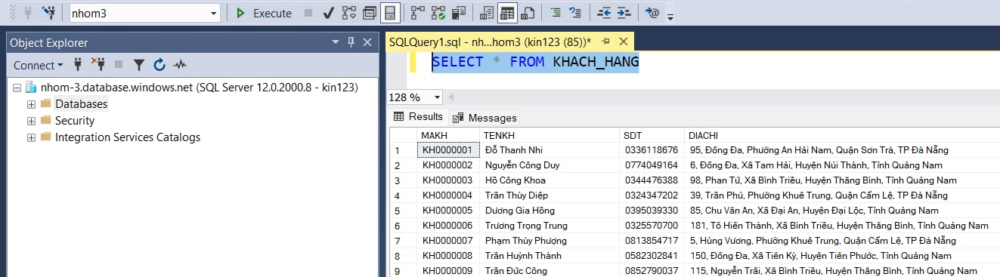 nhom3
Execute
Object Explorer
Connect
nhom-3.database.windows.net (SQL Server 12.0.2000.8 - kin123)
Databases
Security
Integration Services Catalogs
SQLQuery1.sql - nh...hom3 (kin123 (85))*
SELECT * FROM KHACH_HANG
128 %
Results Messages
MAKH TENKH SDT DIACHI
1 KH0000001 Đỗ Thanh Nhi 0336118676 95, Đống Đa, Phường An Hải Nam, Quận Sơn Trà, TP Đà Nẵng
2 KH0000002 Nguyễn Công Duy 0774049164 6, Đống Đa, Xã Tam Hải, Huyện Núi Thành, Tỉnh Quảng Nam
3 KH0000003 Hồ Công Khoa 0344476388 98, Phan Tứ, Xã Bình Triều, Huyện Thăng Bình, Tỉnh Quảng Nam
4 KH0000004 Trần Thùy Diệp 0324347202 39, Trần Phú, Phường Khuê Trung, Quận Cẩm Lệ, TP Đà Nẵng
5 KH0000005 Dương Gia Hồng 0395039330 85, Chu Văn An, Xã Đại An, Huyện Đại Lộc, Tỉnh Quảng Nam
6 KH0000006 Trương Trọng Trung 0325570700 181, Tô Hiến Thành, Xã Bình Triều, Huyện Thăng Bình, Tỉnh Quảng Nam
7 KH0000007 Phạm Thùy Phượng 0813854717 5, Hùng Vương, Phường Khuê Trung, Quận Cẩm Lệ, TP Đà Nẵng
8 KH0000008 Trần Huỳnh Thành 0582302841 150, Đống Đa, Xã Tiên Kỳ, Huyện Tiên Phước, Tỉnh Quảng Nam
9 KH0000009 Trần Đức Công 0852790037 115, Nguyễn Trãi, Xã Bình Triều, Huyện Thăng Bình, Tỉnh Quảng Nam